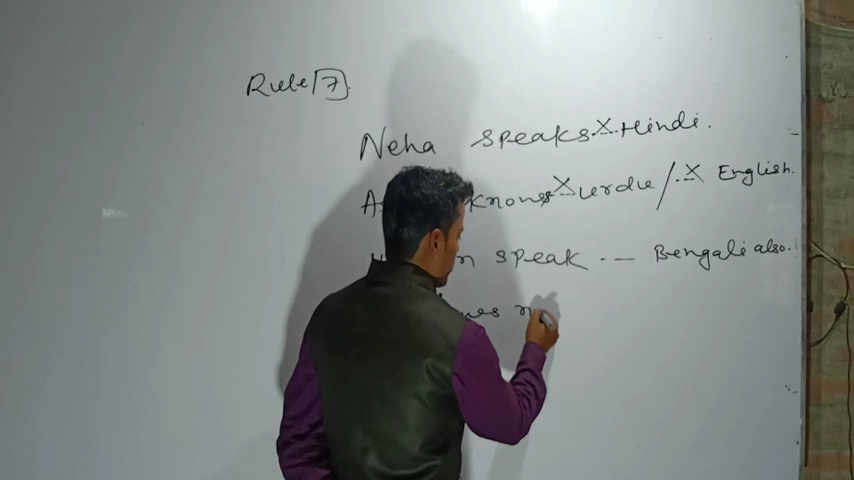 Rule 7
Neha speaks X Hindi.
knows X urdu / X English.
speak .-- Bengali also.